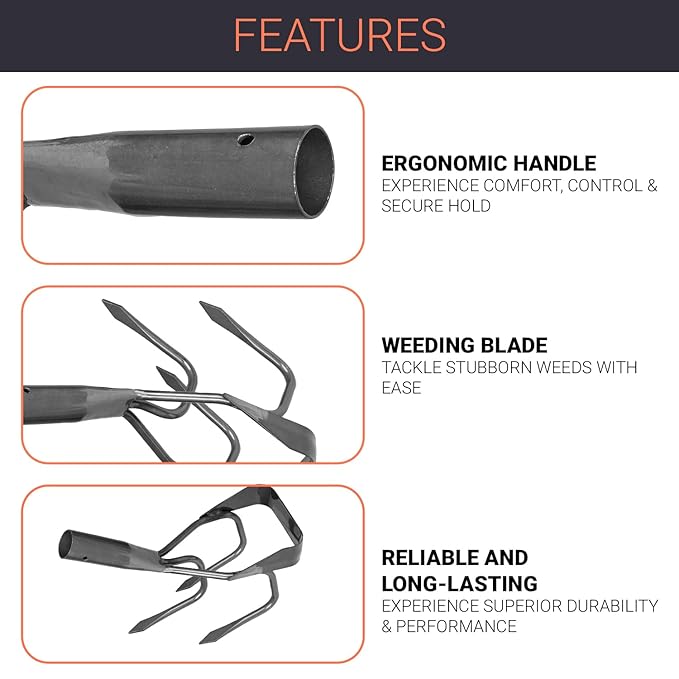 FEATURES
ERGONOMIC HANDLE
EXPERIENCE COMFORT, CONTROL &
SECURE HOLD
WEEDING BLADE
TACKLE STUBBORN WEEDS WITH
EASE
RELIABLE AND
LONG-LASTING
EXPERIENCE SUPERIOR DURABILITY
& PERFORMANCE